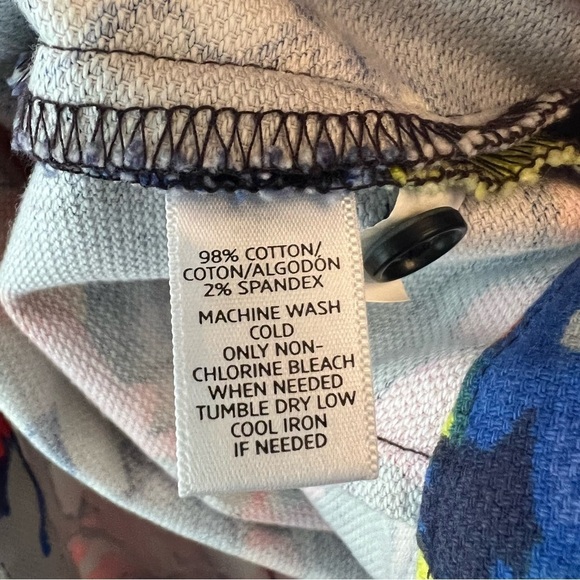 98% COTTON/
COTON/ALGODÓN
2% SPANDEX
MACHINE WASH
COLD
ONLY NON-
CHLORINE BLEACH
WHEN NEEDED
TUMBLE DRY LOW
COOL IRON
IF NEEDED